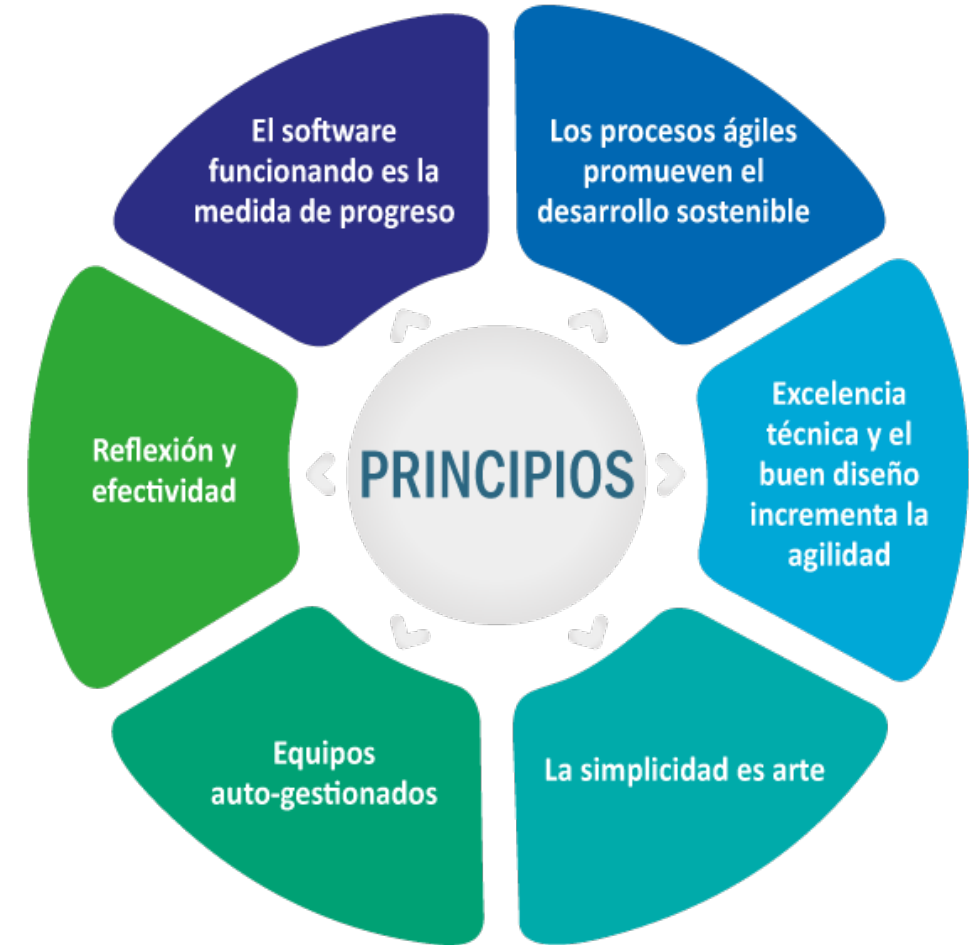 El software
funcionando es la
medida de progreso
Los procesos ágiles
promueven el
desarrollo sostenible
Excelencia
técnica y el
buen diseño
incrementa la
agilidad
La simplicidad es arte
Equipos
auto-gestionados
Reflexión y
efectividad
PRINCIPIOS